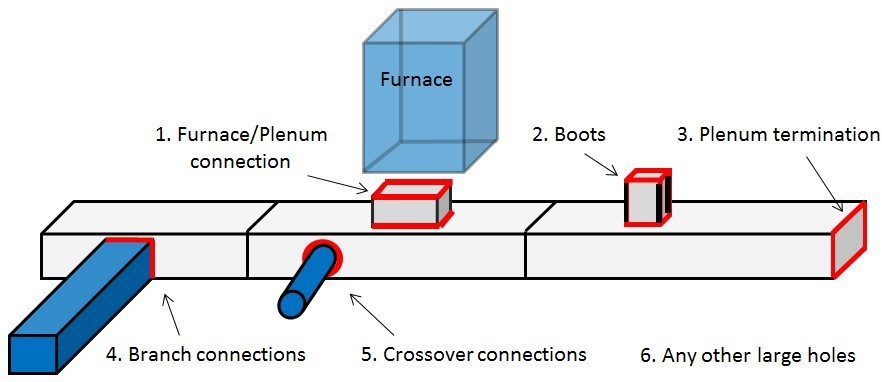 Furnace
1. Furnace/Plenum
connection
2. Boots
3. Plenum termination
4. Branch connections
5. Crossover connections
6. Any other large holes